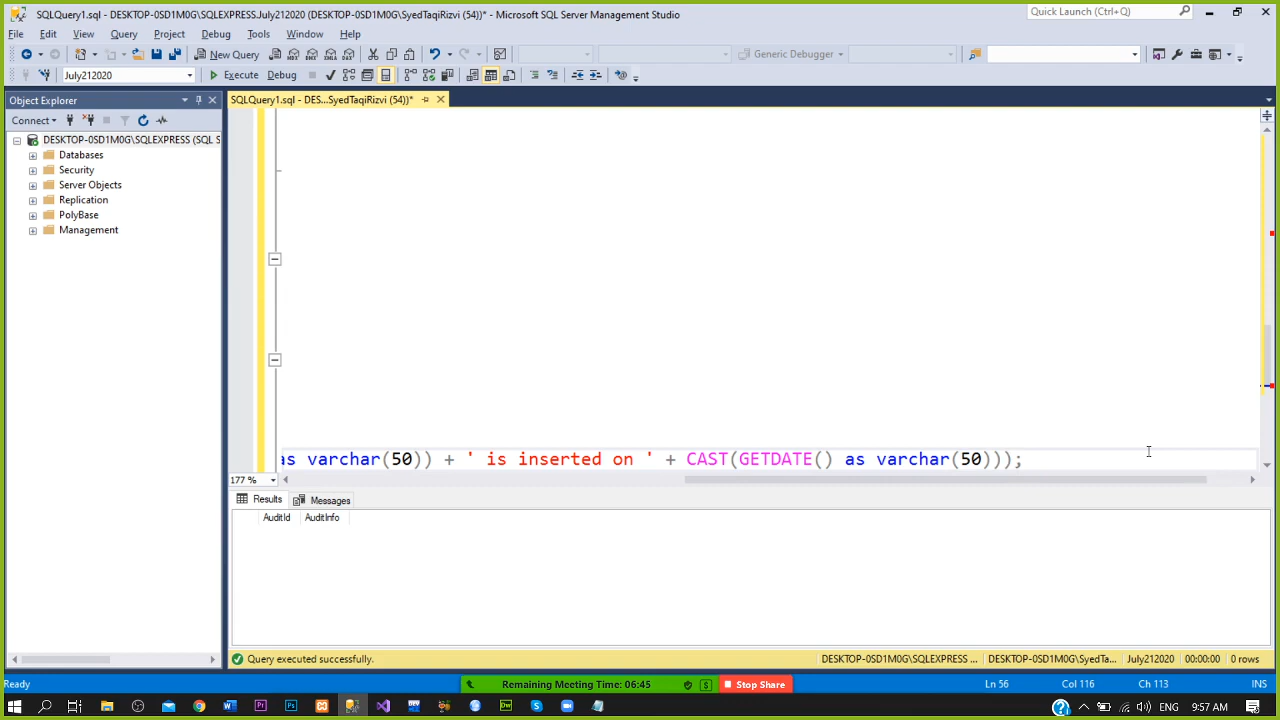 SQLQuery1.sql - DESKTOP-0SD1M0G\SQLEXPRESS.July212020 (DESKTOP-0SD1M0G\SyedTaqiRizvi (54))* - Microsoft SQL Server Management Studio
Quick Launch (Ctrl+Q)
File Edit View Query Project Debug Tools Window Help
New Query
Generic Debugger
July212020
Execute Debug
Object Explorer
SQLQuery1.sql - DES...SyedTaqiRizvi (54))*
Connect
DESKTOP-0SD1M0G\SQLEXPRESS (SQL S
Databases
Security
Server Objects
Replication
PolyBase
Management
as varchar(50)) + ' is inserted on ' + CAST(GETDATE() as varchar(50)));
177 %
Results Messages
AuditId AuditInfo
Query executed successfully.
DESKTOP-0SD1M0G\SQLEXPRESS ... DESKTOP-0SD1M0G\SyedTa... July212020 00:00:00 0 rows
Ready
Remaining Meeting Time: 06:45
Stop Share
Ln 56 Col 116 Ch 113 INS
ENG 9:57 AM